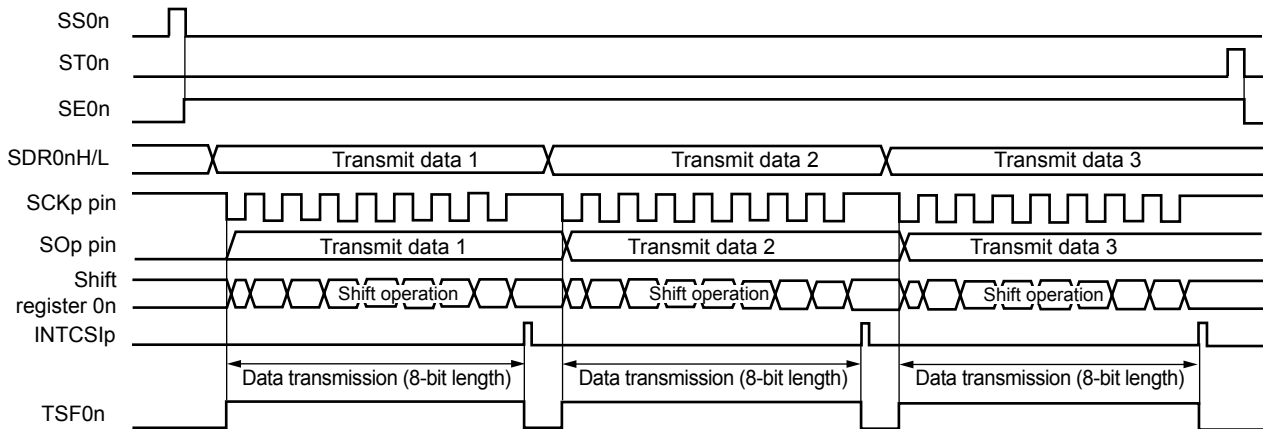 SS0n
ST0n
SE0n
SDR0nH/L
Transmit data 1
Transmit data 2
Transmit data 3
SCKp pin
SOp pin
Transmit data 1
Transmit data 2
Transmit data 3
Shift
register 0n
Shift operation
Shift operation
Shift operation
INTCSIp
Data transmission (8-bit length)
Data transmission (8-bit length)
Data transmission (8-bit length)
TSF0n